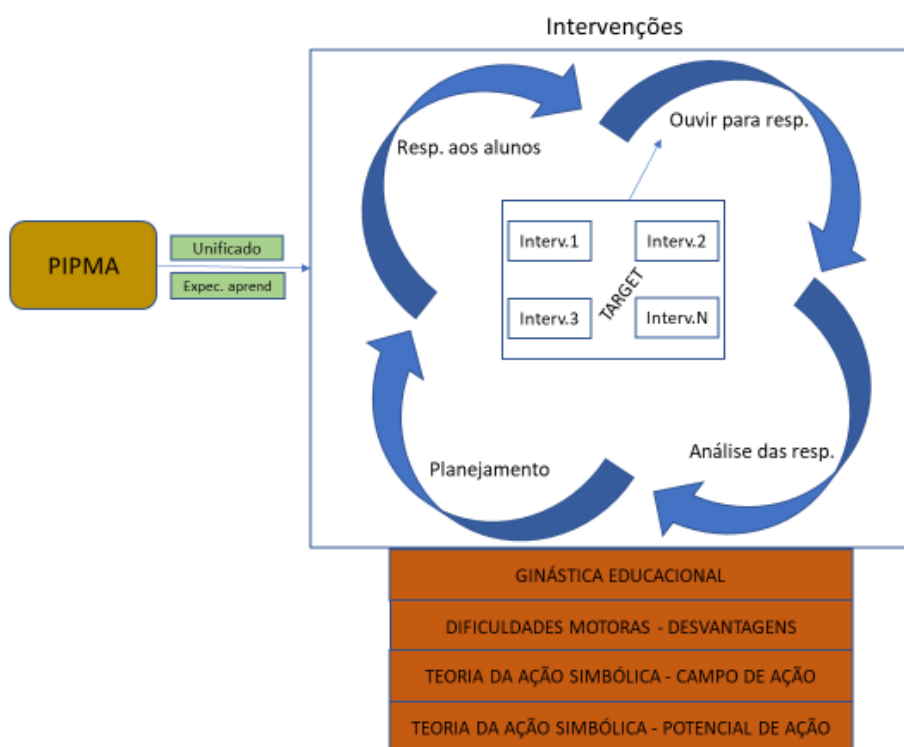 Intervenções
Resp. aos alunos
Ouvir para resp.
PIPMA
Unificado
Expec. aprend
Interv.1
Interv.2
TARGET
Interv.3
Interv.N
Planejamento
Análise das resp.
GINÁSTICA EDUCACIONAL
DIFICULDADES MOTORAS - DESVANTAGENS
TEORIA DA AÇÃO SIMBÓLICA - CAMPO DE AÇÃO
TEORIA DA AÇÃO SIMBÓLICA - POTENCIAL DE AÇÃO